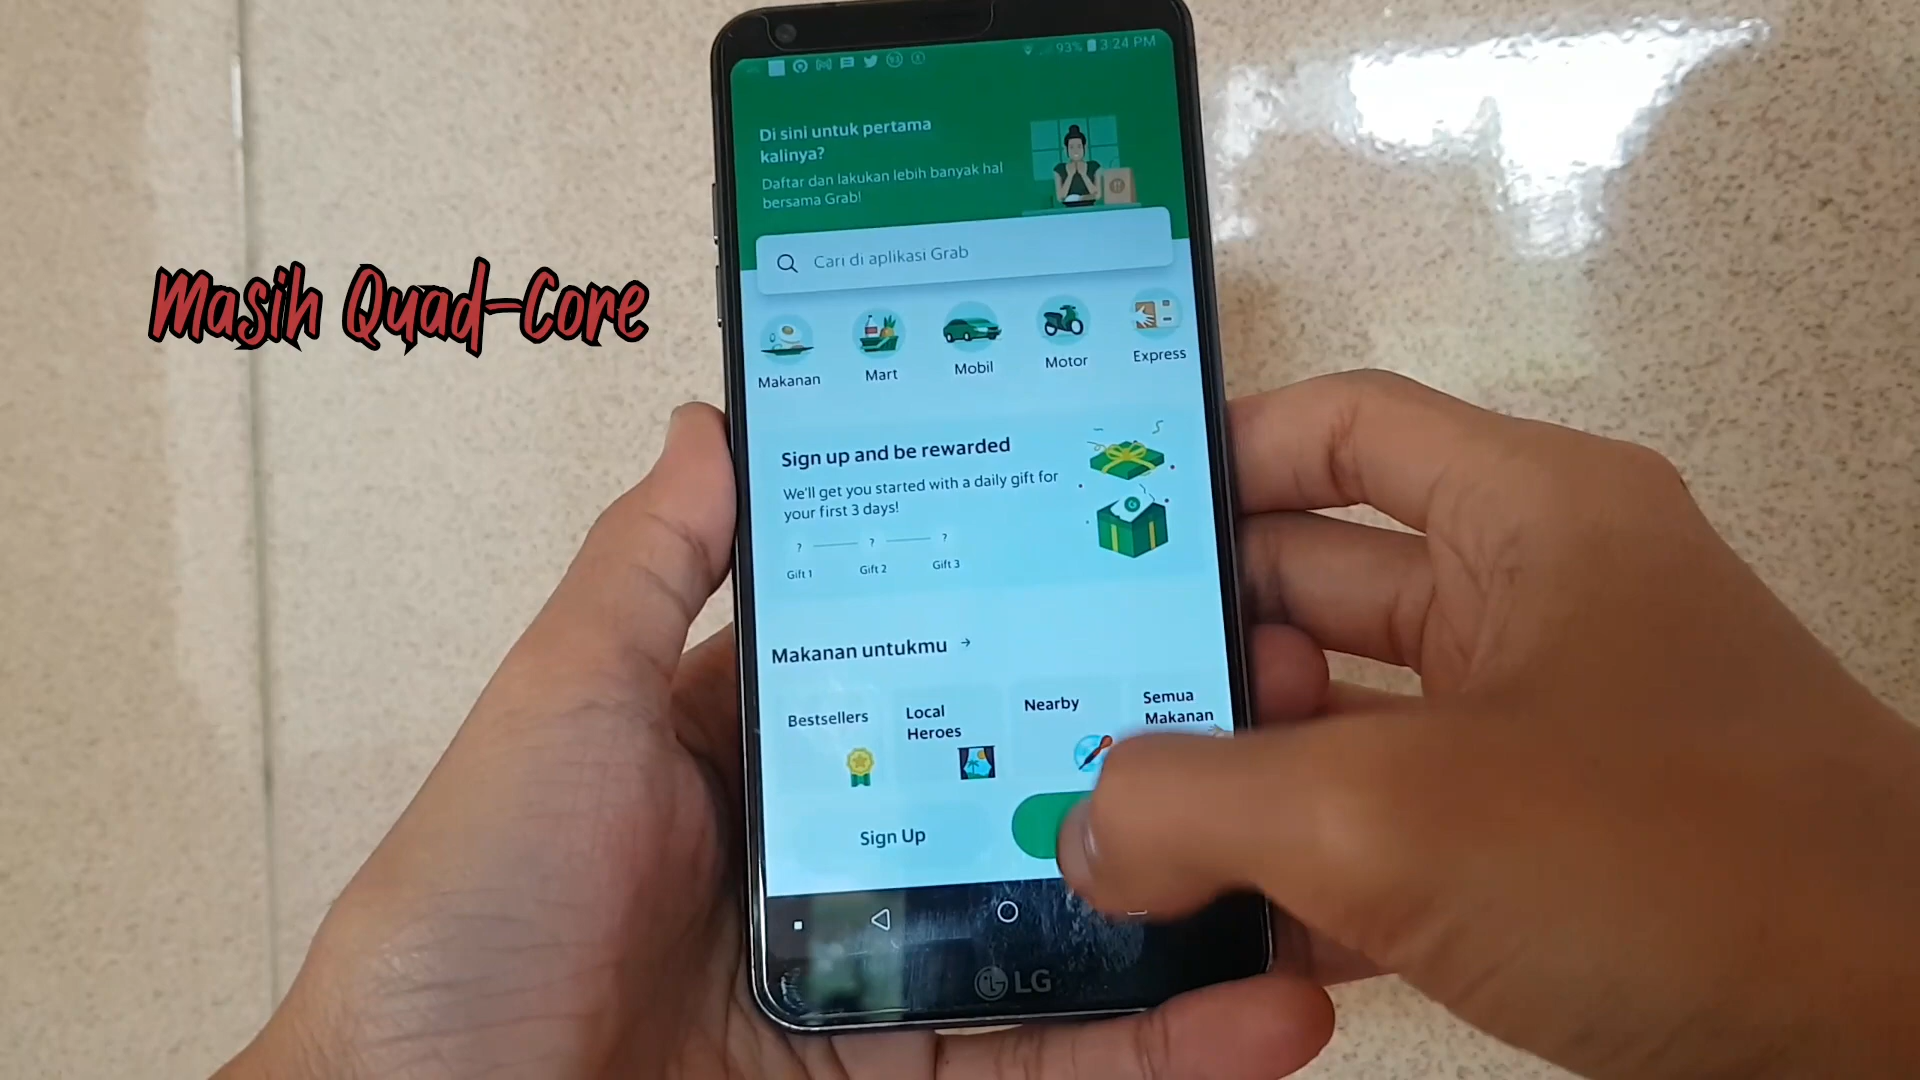 93% 3:24 PM
Di sini untuk pertama
kalinya?
Daftar dan lakukan lebih banyak hal
bersama Grab!
Cari di aplikasi Grab
Masih Quad-Core
Makanan
Mart
Mobil
Motor
Express
Sign up and be rewarded
We'll get you started with a daily gift for
your first 3 days!
? ? ?
Gift 1 Gift 2 Gift 3
Makanan untukmu →
Bestsellers
Local
Heroes
Nearby
Semua
Makanan
Sign Up
LG